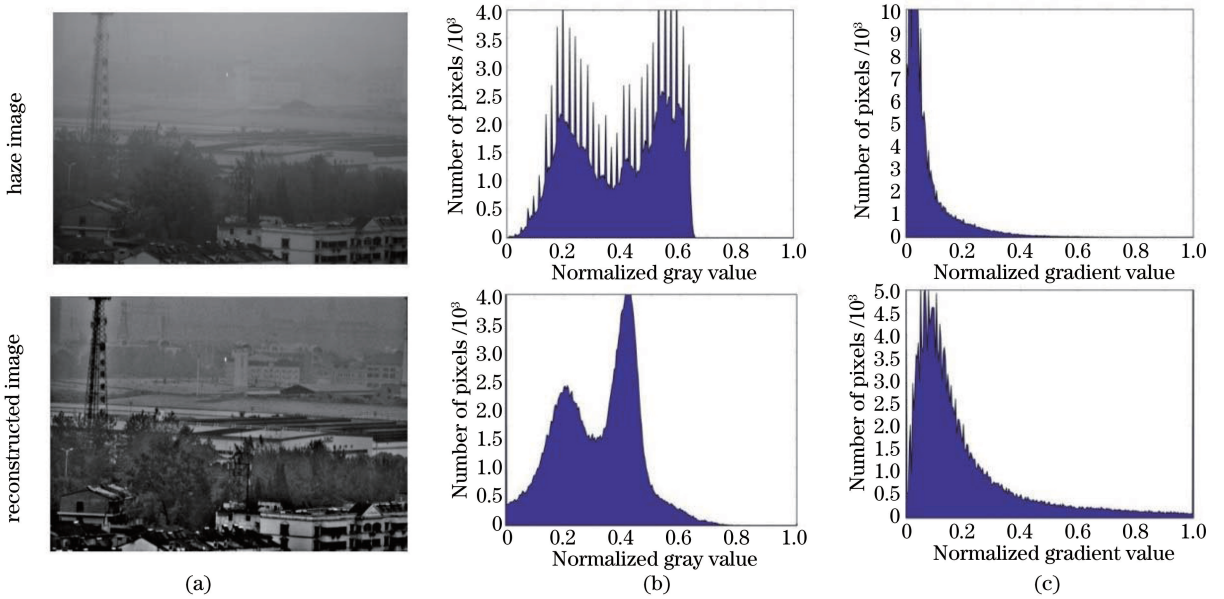 haze image
Number of pixels /10³
4.0
3.5
3.0
2.5
2.0
1.5
1.0
0.5
0
0 0.2 0.4 0.6 0.8 1.0
Normalized gray value
Number of pixels /10³
10
9
8
7
6
5
4
3
2
1
0
0 0.2 0.4 0.6 0.8 1.0
Normalized gradient value
reconstructed image
Number of pixels /10³
4.0
3.5
3.0
2.5
2.0
1.5
1.0
0.5
0
0 0.2 0.4 0.6 0.8 1.0
Normalized gray value
Number of pixels /10³
5.0
4.5
4.0
3.5
3.0
2.5
2.0
1.5
1.0
0.5
0
0 0.2 0.4 0.6 0.8 1.0
Normalized gradient value
(a)
(b)
(c)